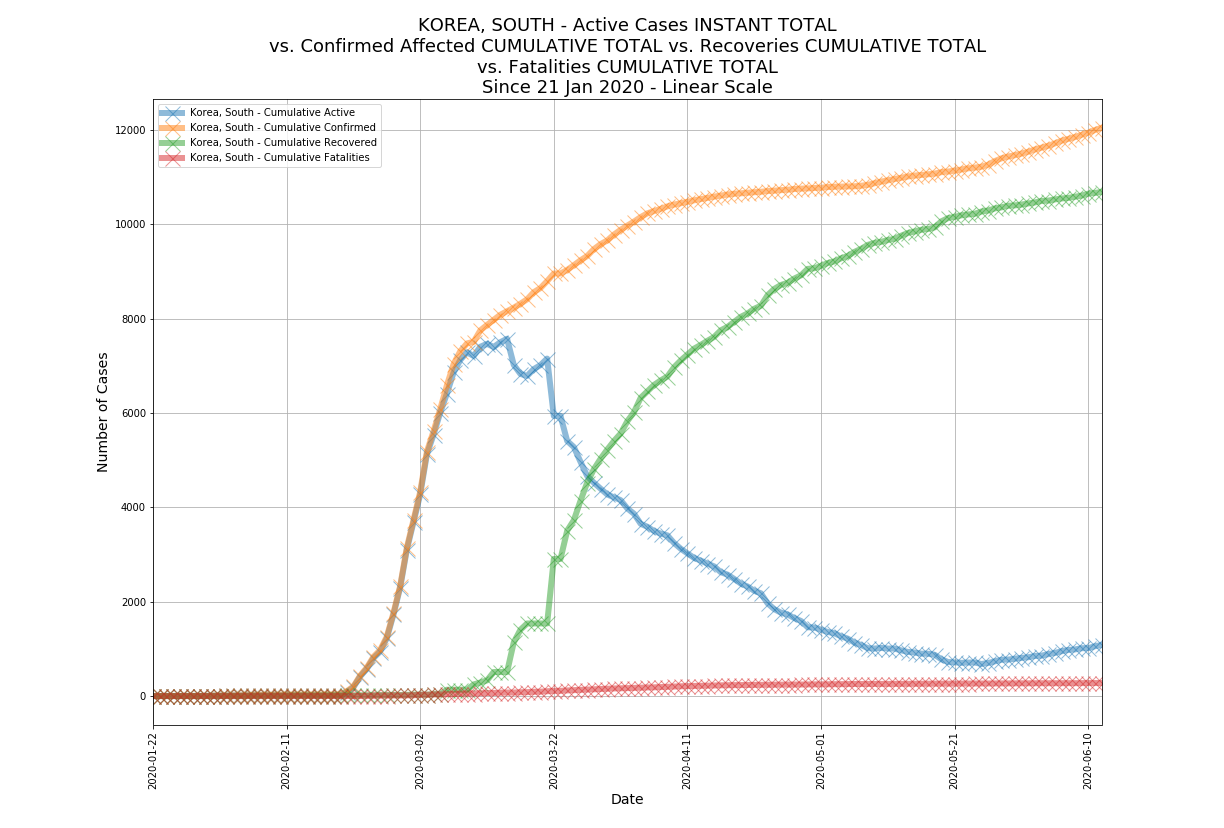 KOREA, SOUTH - Active Cases INSTANT TOTAL
vs. Confirmed Affected CUMULATIVE TOTAL vs. Recoveries CUMULATIVE TOTAL
vs. Fatalities CUMULATIVE TOTAL
Since 21 Jan 2020 - Linear Scale
Korea, South - Cumulative Active
Korea, South - Cumulative Confirmed
Korea, South - Cumulative Recovered
Korea, South - Cumulative Fatalities
Number of Cases
12000
10000
8000
6000
4000
2000
0
2020-01-22
2020-02-11
2020-03-02
2020-03-22
2020-04-11
2020-05-01
2020-05-21
2020-06-10
Date